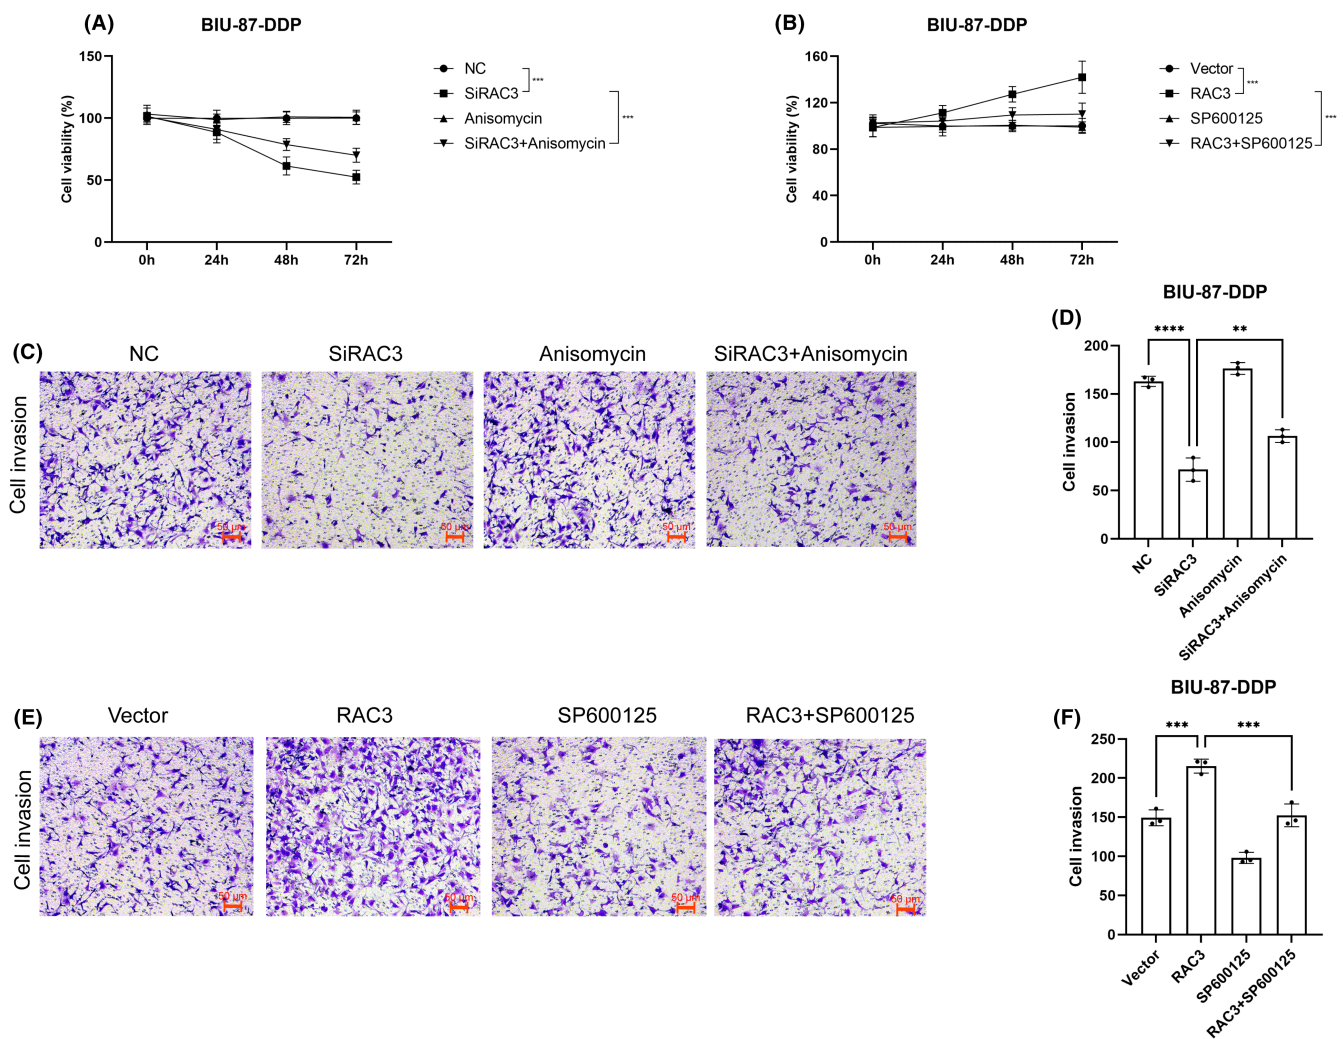 (A)
BIU-87-DDP
Cell viability (%)
150
100
50
0
0h 24h 48h 72h
NC
SiRAC3
Anisomycin
SiRAC3+Anisomycin
***
***
(B)
BIU-87-DDP
Cell viability (%)
160
120
80
40
0
0h 24h 48h 72h
Vector
RAC3
SP600125
RAC3+SP600125
***
***
(C)
NC SiRAC3 Anisomycin SiRAC3+Anisomycin
Cell invasion
50 µm 50 µm 50 µm 50 µm
(D)
BIU-87-DDP
**** **
Cell invasion
200
150
100
50
0
NC SiRAC3 Anisomycin SiRAC3+Anisomycin
(E)
Vector RAC3 SP600125 RAC3+SP600125
Cell invasion
50 µm 50 µm 50 µm 50 µm
(F)
BIU-87-DDP
*** ***
Cell invasion
250
200
150
100
50
0
Vector RAC3 SP600125 RAC3+SP600125